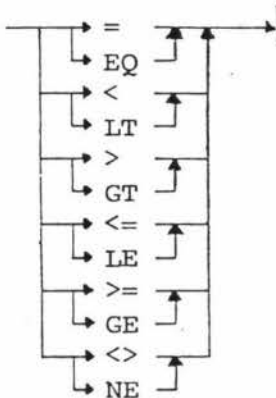 =
EQ
<
LT
>
GT
<=
LE
>=
GE
<>
NE